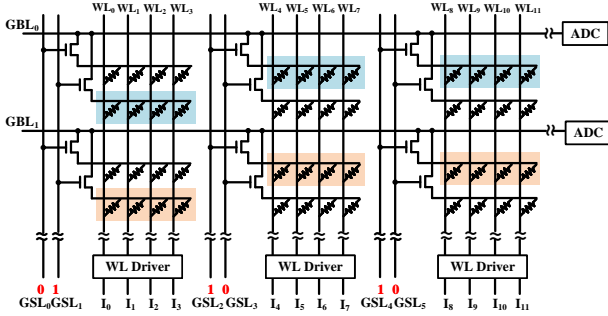 WL₀ WL₁ WL₂ WL₃ WL₄ WL₅ WL₆ WL₇ WL₈ WL₉ WL₁₀ WL₁₁
GBL₀
ADC
GBL₁
ADC
WL Driver WL Driver WL Driver
0 1 1 0 1 0
GSL₀ GSL₁ I₀ I₁ I₂ I₃ GSL₂ GSL₃ I₄ I₅ I₆ I₇ GSL₄ GSL₅ I₈ I₉ I₁₀ I₁₁